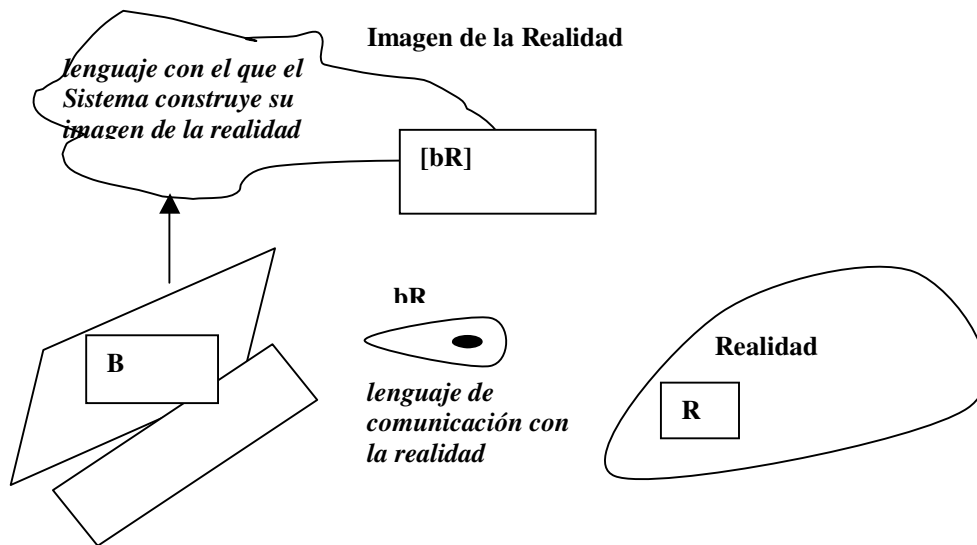 Imagen de la Realidad
lenguaje con el que el
Sistema construye su
imagen de la realidad
[bR]
bR
B
lenguaje de
comunicación con
la realidad
Realidad
R